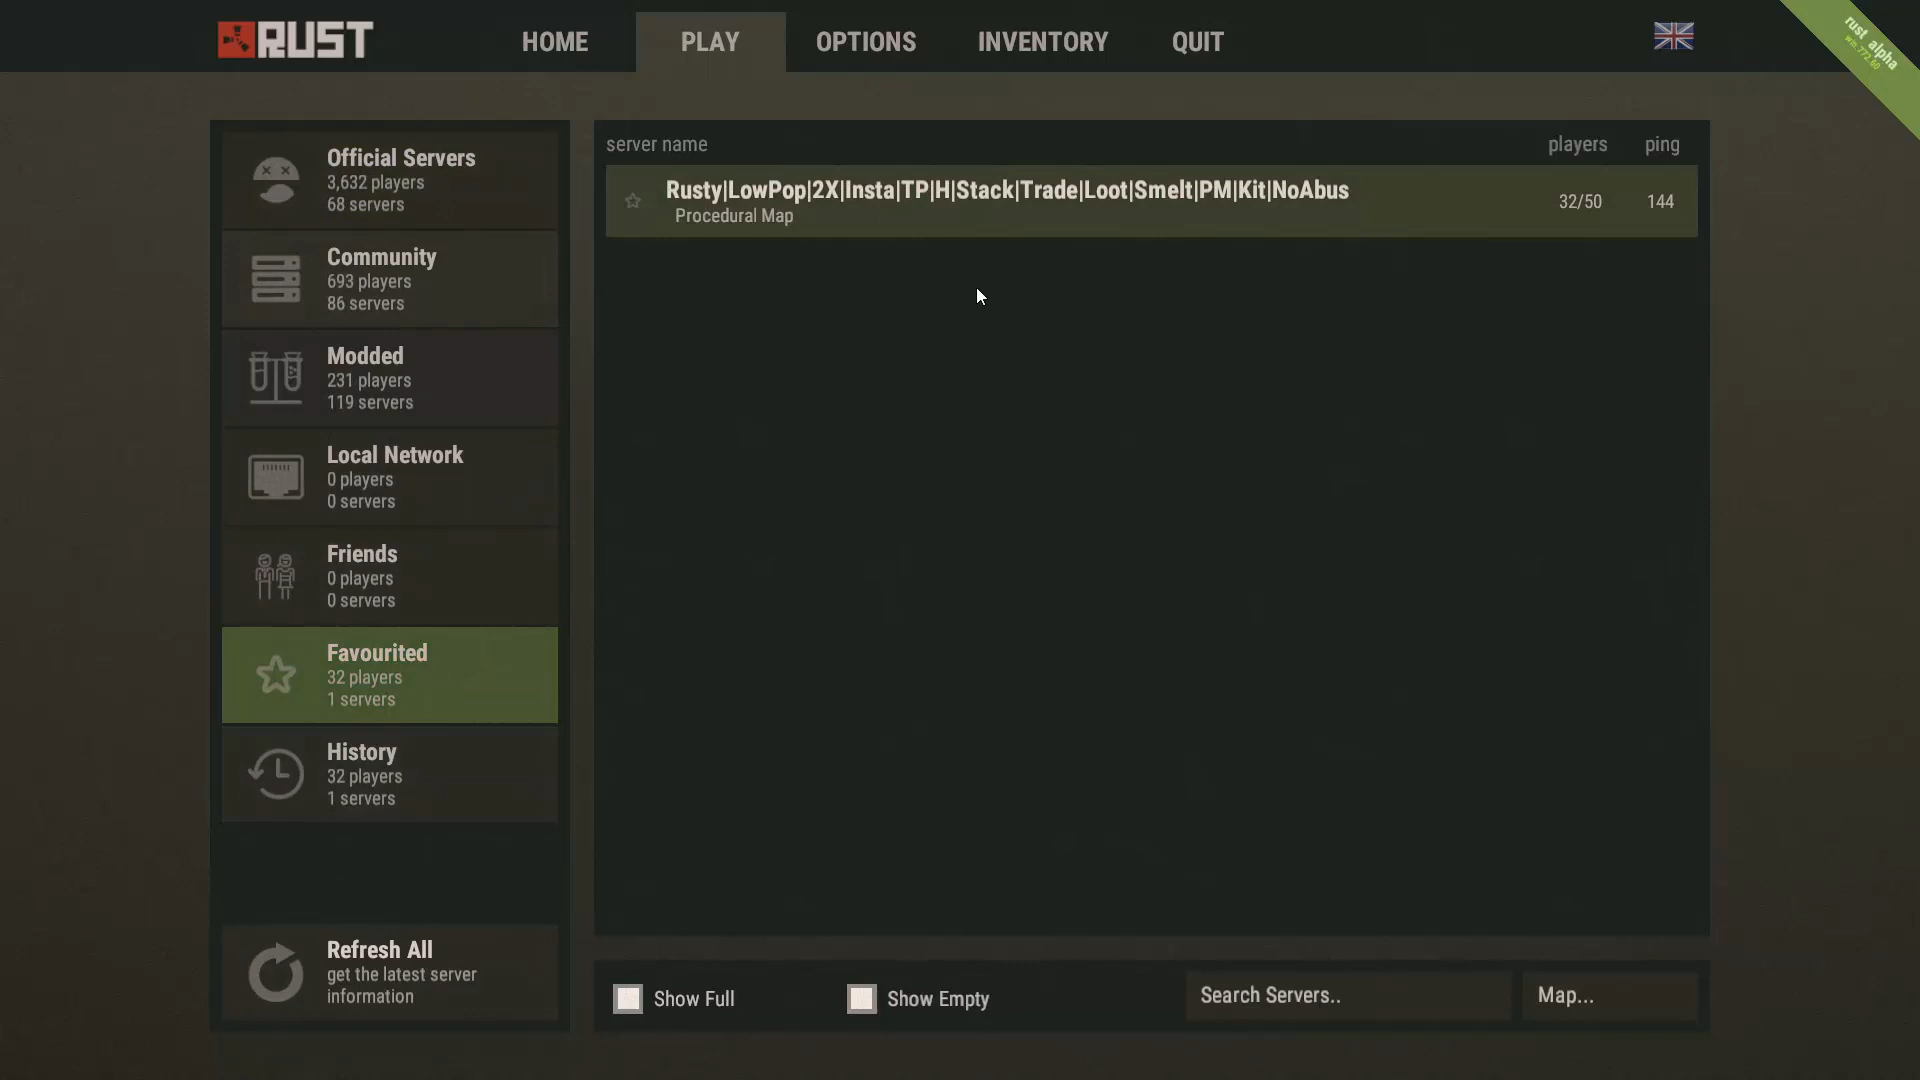 RUST
HOME
PLAY
OPTIONS
INVENTORY
QUIT
rust alpha
Official Servers
3,632 players
68 servers
Community
693 players
86 servers
Modded
231 players
119 servers
Local Network
0 players
0 servers
Friends
0 players
0 servers
Favourited
32 players
1 servers
History
32 players
1 servers
Refresh All
get the latest server
information
server name players ping
Rusty|LowPop|2X|Insta|TP|H|Stack|Trade|Loot|Smelt|PM|Kit|NoAbus 32/50 144
Procedural Map
Show Full
Show Empty
Search Servers..
Map...